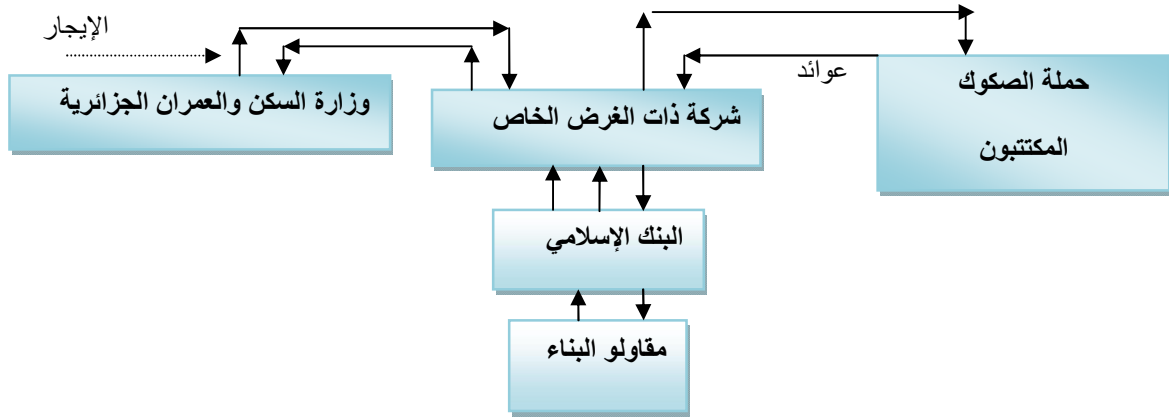 الإيجار
وزارة السكن والعمران الجزائرية
شركة ذات الغرض الخاص
عوائد
حملة الصكوك
المكتتبون
البنك الإسلامي
مقاولو البناء